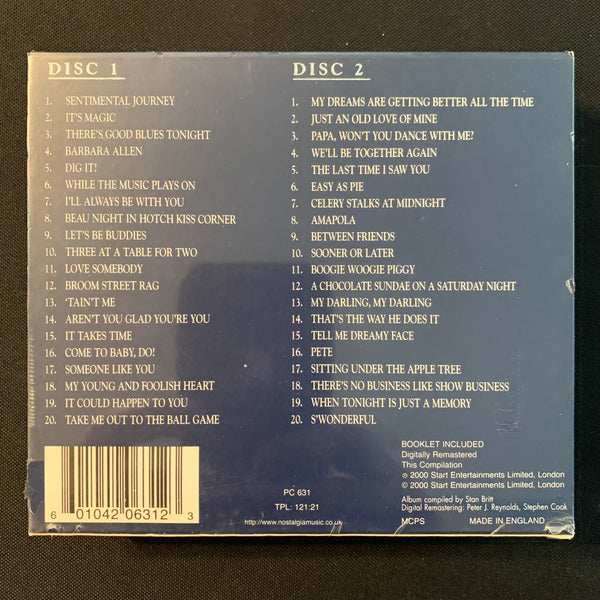 DISC 1
1. SENTIMENTAL JOURNEY
2. IT'S MAGIC
3. THERE'S GOOD BLUES TONIGHT
4. BARBARA ALLEN
5. DIG IT!
6. WHILE THE MUSIC PLAYS ON
7. I'LL ALWAYS BE WITH YOU
8. BEAU NIGHT IN HOTCH KISS CORNER
9. LET'S BE BUDDIES
10. THREE AT A TABLE FOR TWO
11. LOVE SOMEBODY
12. BROOM STREET RAG
13. 'TAIN'T ME
14. AREN'T YOU GLAD YOU'RE YOU
15. IT TAKES TIME
16. COME TO BABY, DO!
17. SOMEONE LIKE YOU
18. MY YOUNG AND FOOLISH HEART
19. IT COULD HAPPEN TO YOU
20. TAKE ME OUT TO THE BALL GAME
DISC 2
1. MY DREAMS ARE GETTING BETTER ALL THE TIME
2. JUST AN OLD LOVE OF MINE
3. PAPA, WON'T YOU DANCE WITH ME?
4. WE'LL BE TOGETHER AGAIN
5. THE LAST TIME I SAW YOU
6. EASY AS PIE
7. CELERY STALKS AT MIDNIGHT
8. AMAPOLA
9. BETWEEN FRIENDS
10. SOONER OR LATER
11. BOOGIE WOOGIE PIGGY
12. A CHOCOLATE SUNDAE ON A SATURDAY NIGHT
13. MY DARLING, MY DARLING
14. THAT'S THE WAY HE DOES IT
15. TELL ME DREAMY FACE
16. PETE
17. SITTING UNDER THE APPLE TREE
18. THERE'S NO BUSINESS LIKE SHOW BUSINESS
19. WHEN TONIGHT IS JUST A MEMORY
20. S'WONDERFUL
6 01042 06312 3
PC 631
TPL: 121:21
http://www.nostalgiamusic.co.uk
BOOKLET INCLUDED
Digitally Remastered
This Compilation
℗ 2000 Start Entertainments Limited, London
© 2000 Start Entertainments Limited, London
Album compiled by Stan Britt
Digital Remastering: Peter J. Reynolds, Stephen Cook
MCPS MADE IN ENGLAND